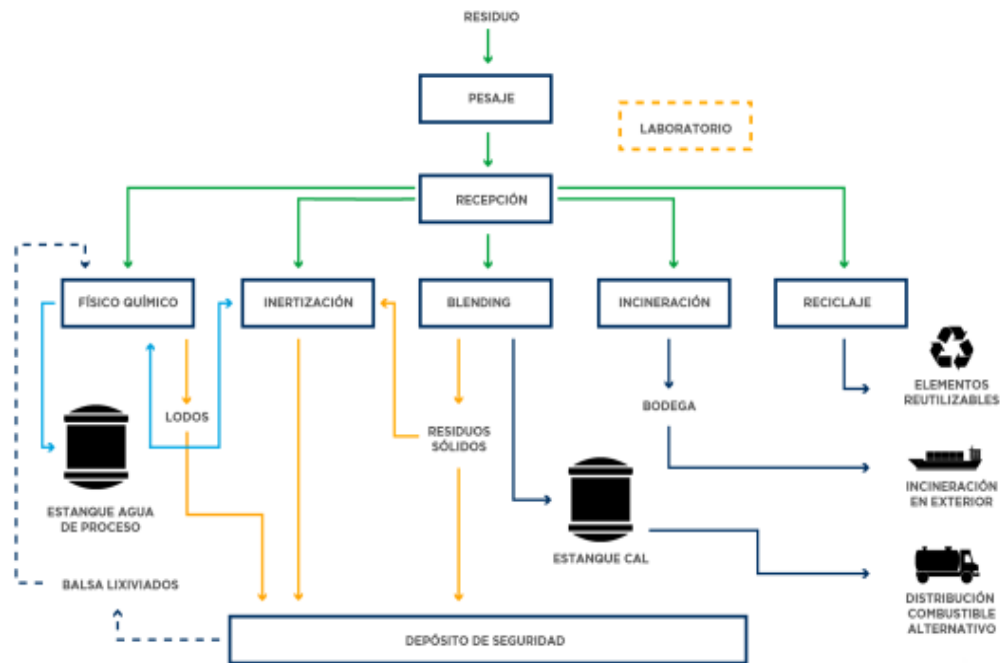 RESIDUO
PESAJE
LABORATORIO
RECEPCIÓN
FÍSICO QUÍMICO
INERTIZACIÓN
BLENDING
INCINERACIÓN
RECICLAJE
ELEMENTOS
REUTILIZABLES
LODOS
BODEGA
RESIDUOS
SÓLIDOS
INCINERACIÓN
EN EXTERIOR
ESTANQUE AGUA
DE PROCESO
ESTANQUE CAL
BALSA LIXIVIADOS
DISTRIBUCIÓN
COMBUSTIBLE
ALTERNATIVO
DEPÓSITO DE SEGURIDAD